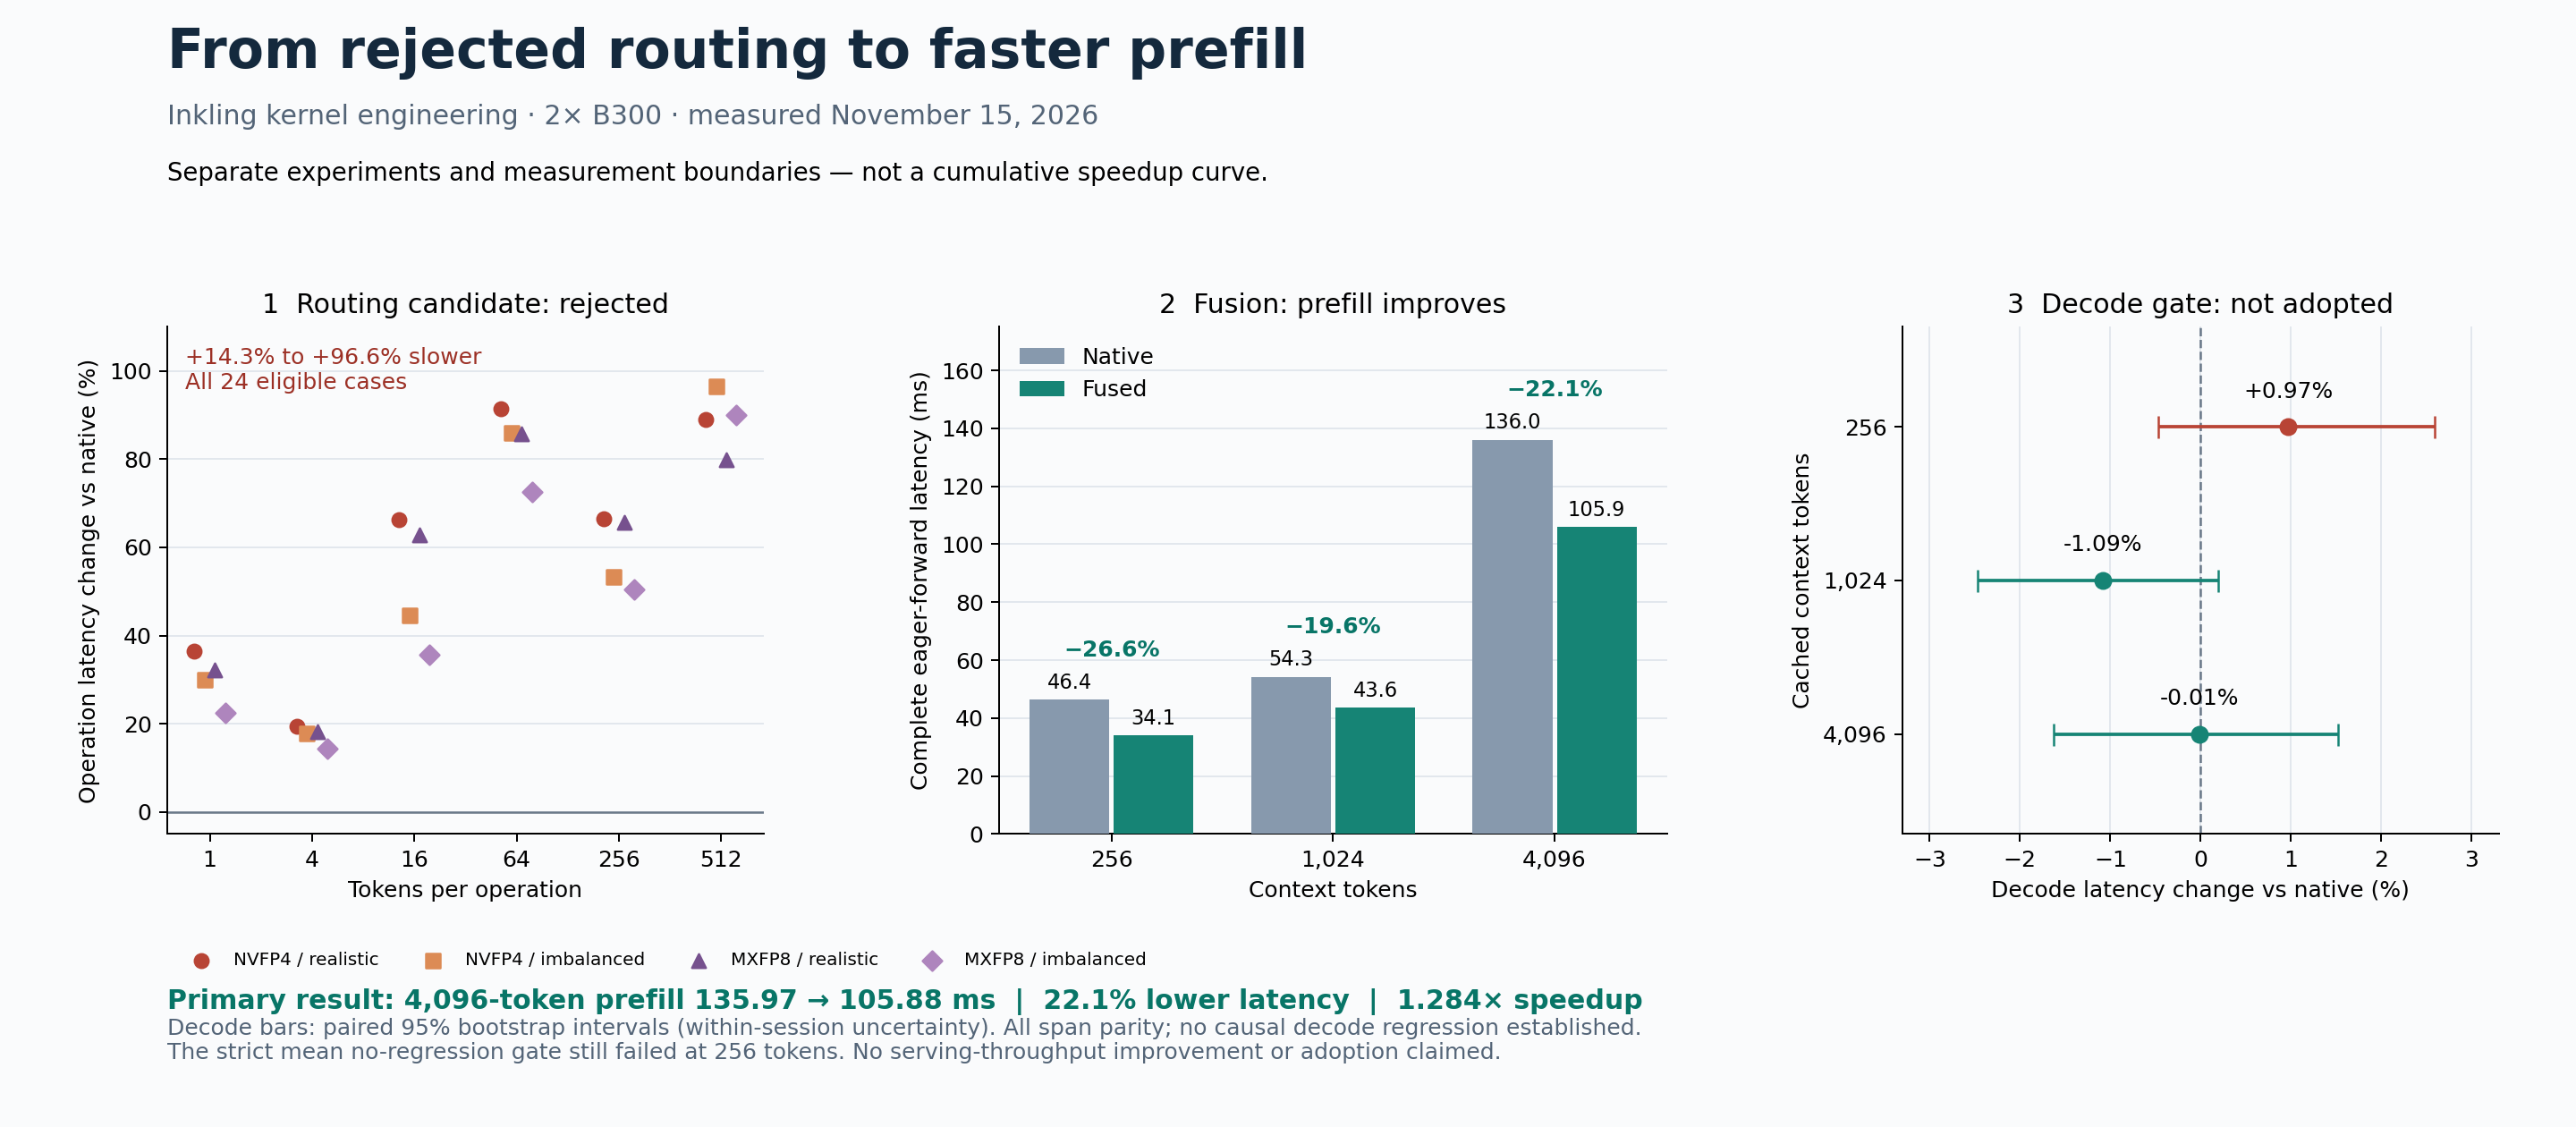 From rejected routing to faster prefill
Inkling kernel engineering · 2× B300 · measured November 15, 2026
Separate experiments and measurement boundaries — not a cumulative speedup curve.
1 Routing candidate: rejected
+14.3% to +96.6% slower
All 24 eligible cases
Operation latency change vs native (%)
100
80
60
40
20
0
1 4 16 64 256 512
Tokens per operation
NVFP4 / realistic NVFP4 / imbalanced MXFP8 / realistic MXFP8 / imbalanced
2 Fusion: prefill improves
Native
Fused
Complete eager-forward latency (ms)
160
140
120
100
80
60
40
20
0
−26.6%
46.4
34.1
−19.6%
54.3
43.6
−22.1%
136.0
105.9
256 1,024 4,096
Context tokens
3 Decode gate: not adopted
Cached context tokens
256
1,024
4,096
+0.97%
-1.09%
-0.01%
−3 −2 −1 0 1 2 3
Decode latency change vs native (%)
Primary result: 4,096-token prefill 135.97 → 105.88 ms | 22.1% lower latency | 1.284× speedup
Decode bars: paired 95% bootstrap intervals (within-session uncertainty). All span parity; no causal decode regression established.
The strict mean no-regression gate still failed at 256 tokens. No serving-throughput improvement or adoption claimed.